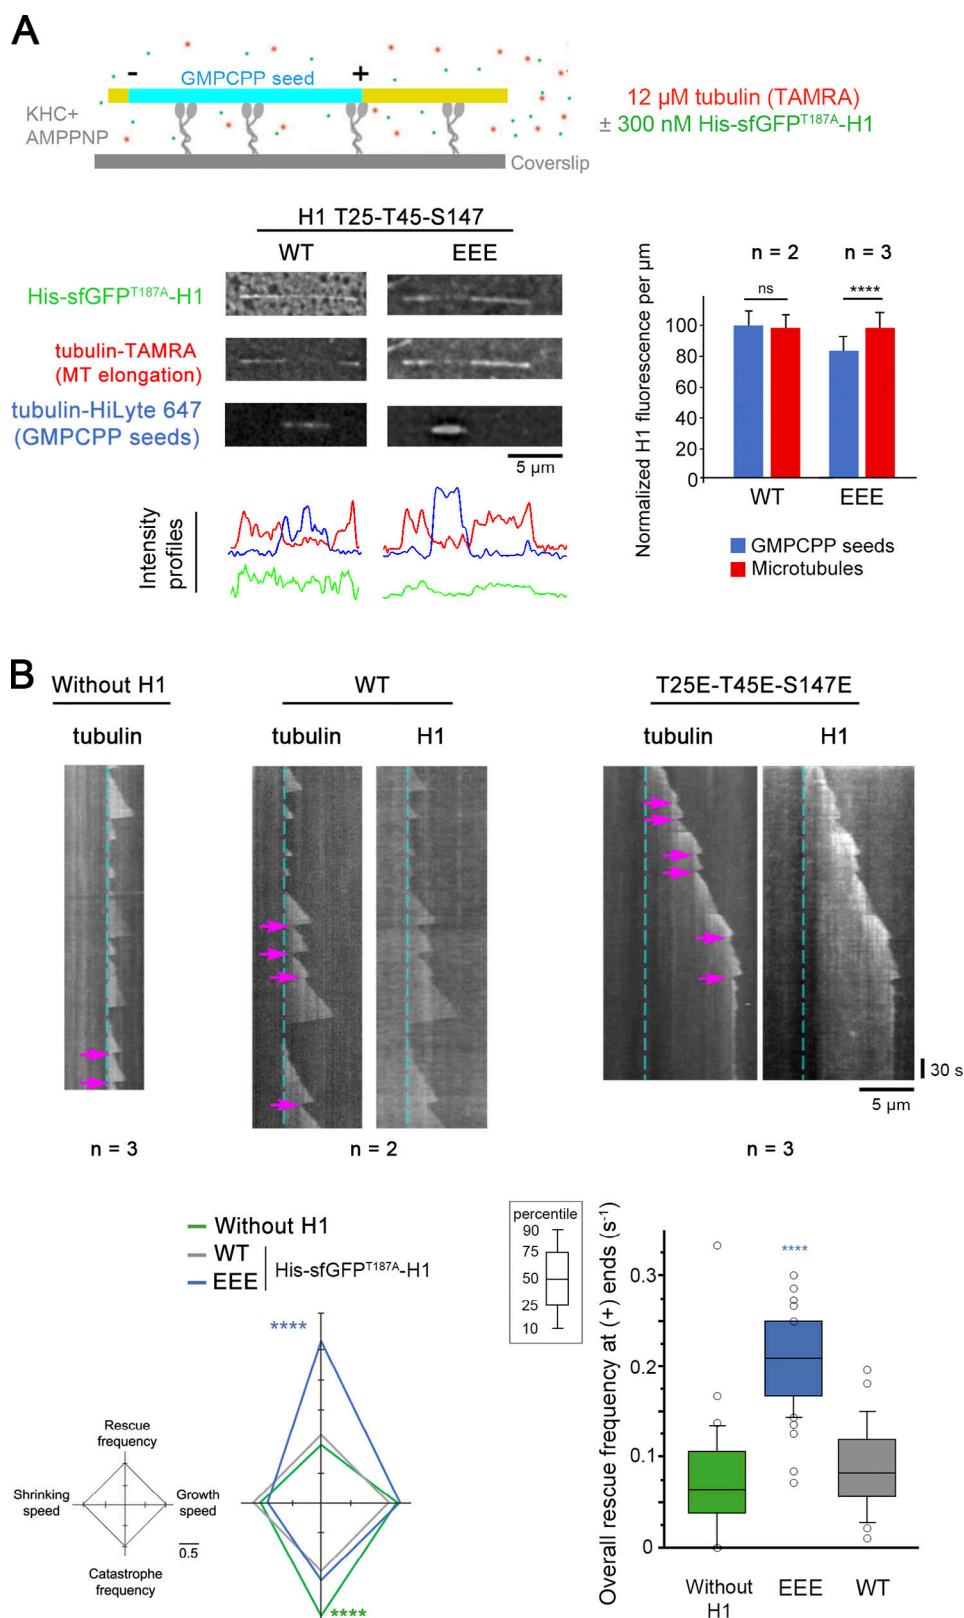 A
-
GMPCPP seed
+
KHC+
AMPPNP
Coverslip
12 µM tubulin (TAMRA)
± 300 nM His-sfGFPT187A-H1
H1 T25-T45-S147
WT
EEE
His-sfGFPT187A-H1
tubulin-TAMRA
(MT elongation)
tubulin-HiLyte 647
(GMPCPP seeds)
5 µm
Intensity
profiles
n = 2
n = 3
ns
****
Normalized H1 fluorescence per µm
100
80
60
40
20
0
WT
EEE
GMPCPP seeds
Microtubules
B
Without H1
WT
T25E-T45E-S147E
tubulin
tubulin
H1
tubulin
H1
30 s
5 µm
n = 3
n = 2
n = 3
Without H1
WT
EEE
His-sfGFPT187A-H1
****
Rescue
frequency
Shrinking
speed
Growth
speed
Catastrophe
frequency
0.5
****
percentile
90
75
50
25
10
Overall rescue frequency at (+) ends (s-1)
0.3
0.2
0.1
0
****
Without
H1
EEE
WT